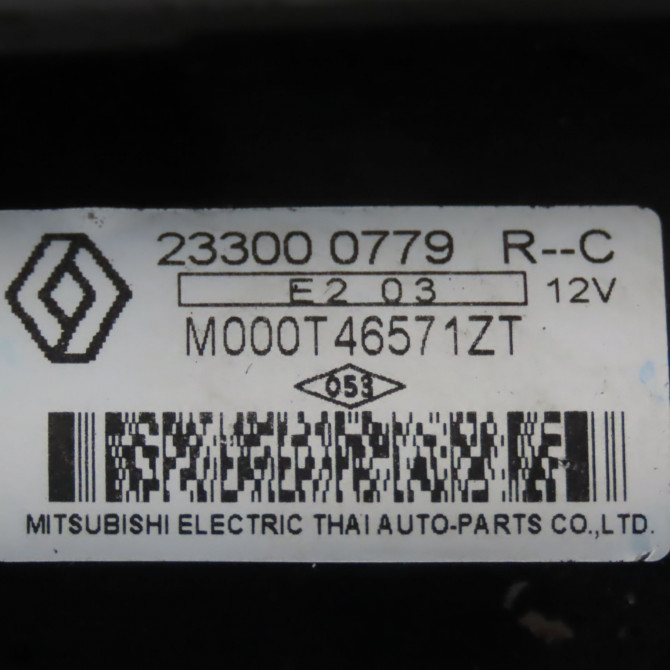 23300 0779 R--C
E2 03 12V
M000T46571ZT
053
MITSUBISHI ELECTRIC THAI AUTO-PARTS CO.,LTD.